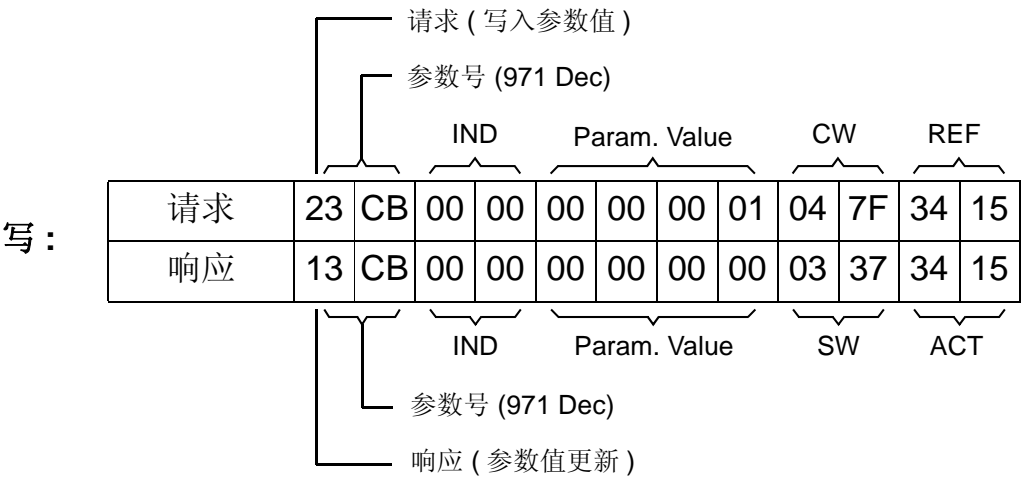 请求 ( 写入参数值 )
参数号 (971 Dec)
IND Param. Value CW REF
写 : 请求 23 CB 00 00 00 00 00 01 04 7F 34 15
响应 13 CB 00 00 00 00 00 00 03 37 34 15
IND Param. Value SW ACT
参数号 (971 Dec)
响应 ( 参数值更新 )